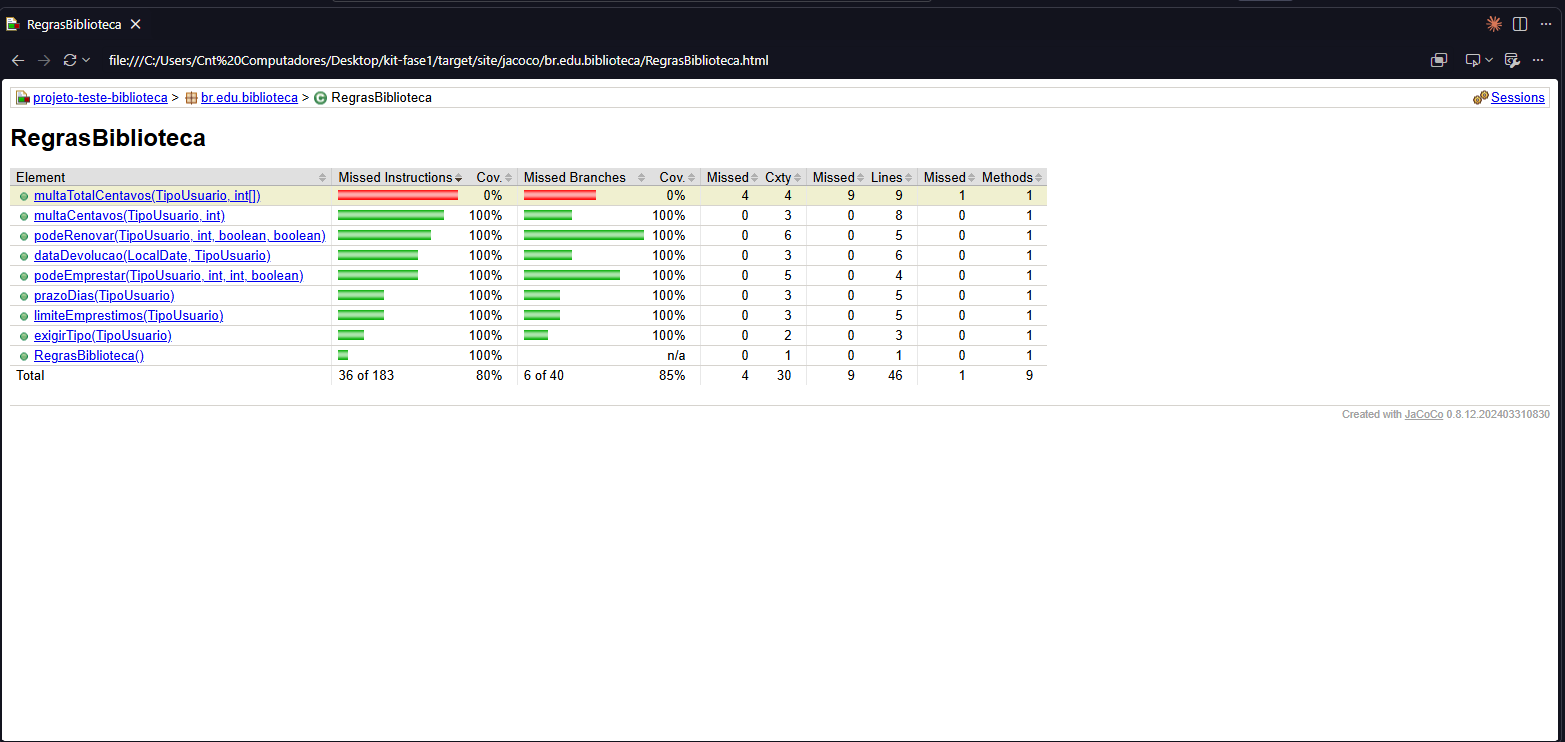 RegrasBiblioteca
file:///C:/Users/Cnt%20Computadores/Desktop/kit-fase1/target/site/jacoco/br.edu.biblioteca/RegrasBiblioteca.html
projeto-teste-biblioteca > br.edu.biblioteca > RegrasBiblioteca Sessions
RegrasBiblioteca
Element Missed Instructions Cov. Missed Branches Cov. Missed Cxty Missed Lines Missed Methods
multaTotalCentavos(TipoUsuario, int[]) 0% 0% 4 4 9 9 1 1
multaCentavos(TipoUsuario, int) 100% 100% 0 3 0 8 0 1
podeRenovar(TipoUsuario, int, boolean, boolean) 100% 100% 0 6 0 5 0 1
dataDevolucao(LocalDate, TipoUsuario) 100% 100% 0 3 0 6 0 1
podeEmprestar(TipoUsuario, int, int, boolean) 100% 100% 0 5 0 4 0 1
prazoDias(TipoUsuario) 100% 100% 0 3 0 5 0 1
limiteEmprestimos(TipoUsuario) 100% 100% 0 3 0 5 0 1
exigirTipo(TipoUsuario) 100% 100% 0 2 0 3 0 1
RegrasBiblioteca() 100% n/a 0 1 0 1 0 1
Total 36 of 183 80% 6 of 40 85% 4 30 9 46 1 9
Created with JaCoCo 0.8.12.202403310830